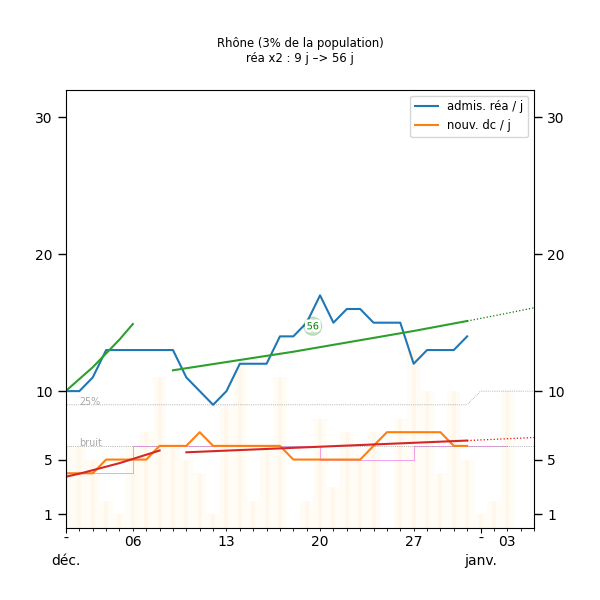 Rhône (3% de la population)
réa x2 : 9 j –> 56 j
admis. réa / j
nouv. dc / j
30 30
20 20
56
10 10
25%
bruit
5 5
1 1
- 06 13 20 27 - 03
déc. janv.